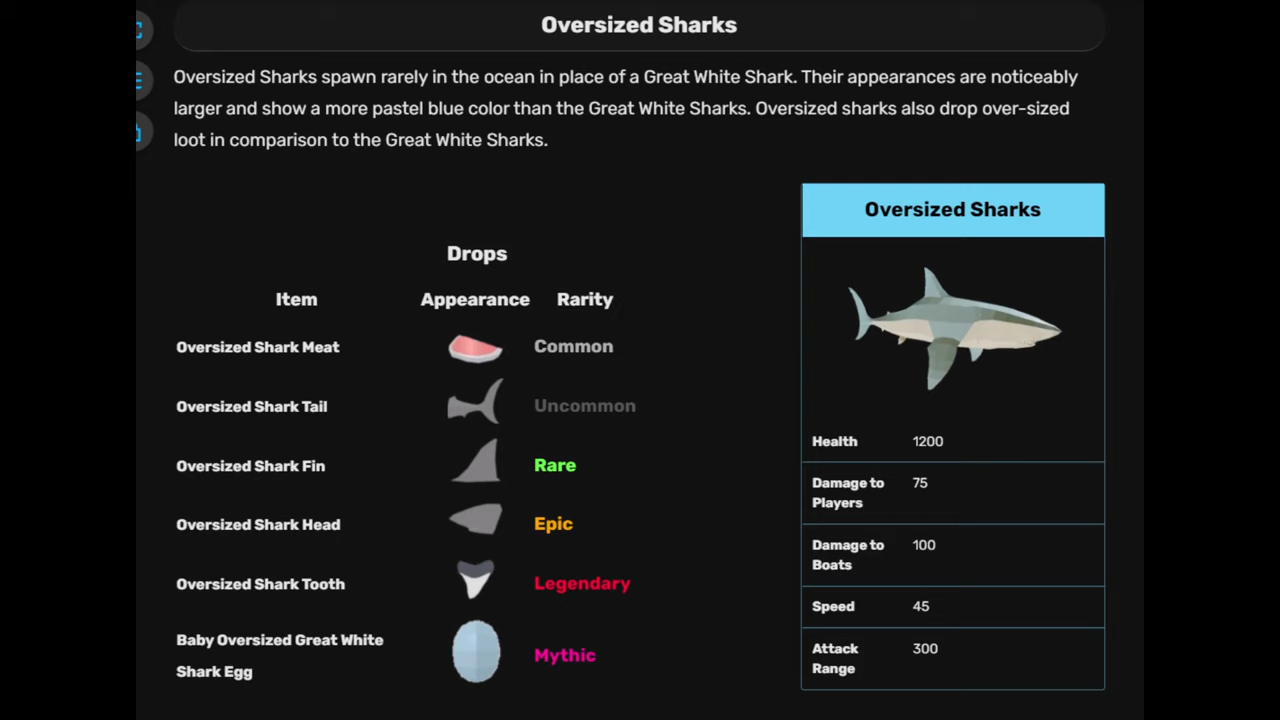 Oversized Sharks
Oversized Sharks spawn rarely in the ocean in place of a Great White Shark. Their appearances are noticeably
larger and show a more pastel blue color than the Great White Sharks. Oversized sharks also drop over-sized
loot in comparison to the Great White Sharks.
Drops
Item Appearance Rarity
Oversized Shark Meat Common
Oversized Shark Tail Uncommon
Oversized Shark Fin Rare
Oversized Shark Head Epic
Oversized Shark Tooth Legendary
Baby Oversized Great White
Shark Egg Mythic
Oversized Sharks
Health 1200
Damage to
Players 75
Damage to
Boats 100
Speed 45
Attack
Range 300